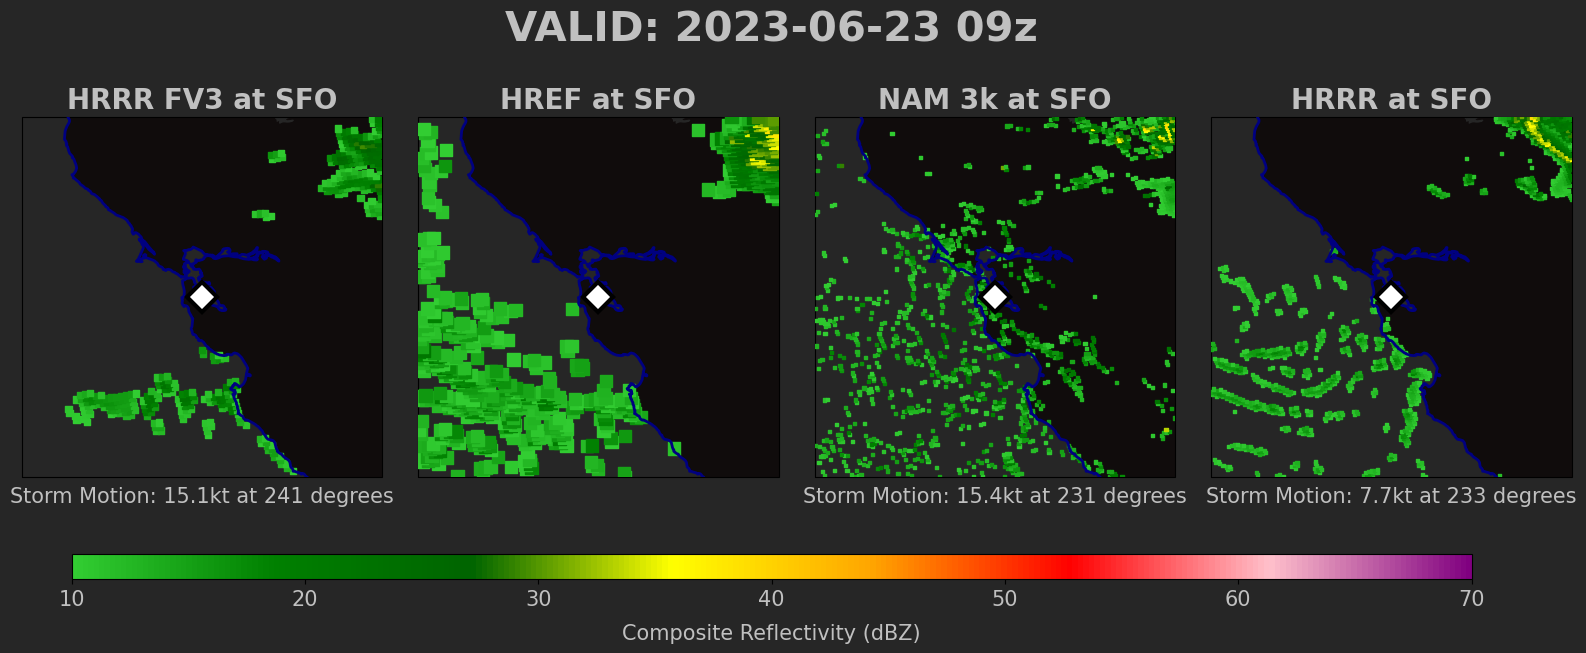 VALID: 2023-06-23 09z
HRRR FV3 at SFO
HREF at SFO
NAM 3k at SFO
HRRR at SFO
Storm Motion: 15.1kt at 241 degrees
Storm Motion: 15.4kt at 231 degrees
Storm Motion: 7.7kt at 233 degrees
10 20 30 40 50 60 70
Composite Reflectivity (dBZ)